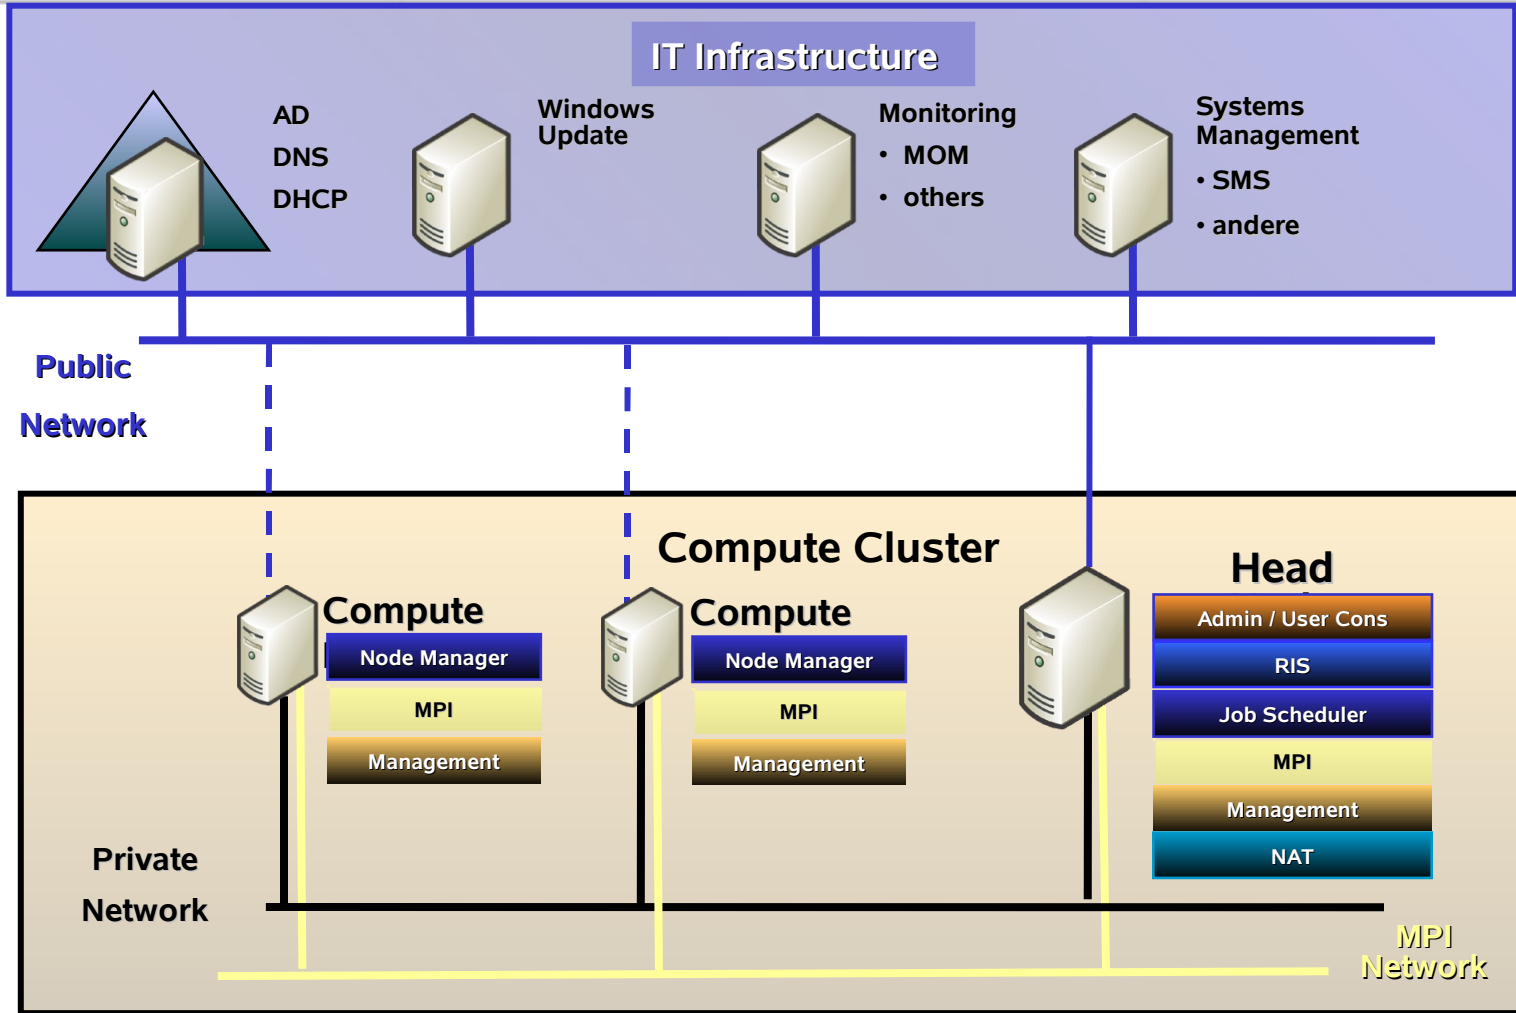 IT Infrastructure
AD
DNS
DHCP
Windows
Update
Monitoring
• MOM
• others
Systems
Management
• SMS
• andere
Public
Network
Compute Cluster
Compute
Node Manager
MPI
Management
Compute
Node Manager
MPI
Management
Head
Admin / User Cons
RIS
Job Scheduler
MPI
Management
NAT
Private
Network
MPI
Network